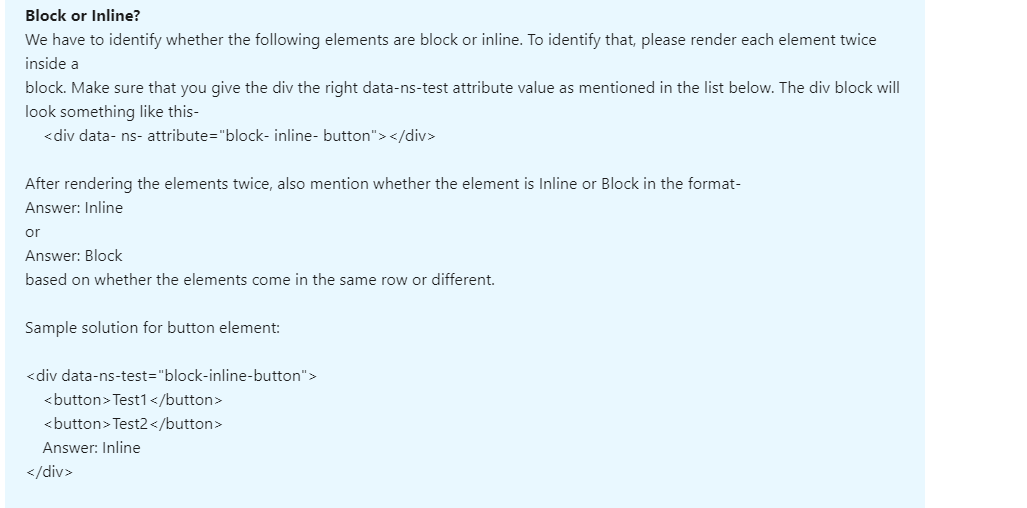 Block or Inline?
We have to identify whether the following elements are block or inline. To identify that, please render each element twice
inside a
block. Make sure that you give the div the right data-ns-test attribute value as mentioned in the list below. The div block will
look something like this-
<div data- ns- attribute="block- inline- button"></div>
After rendering the elements twice, also mention whether the element is Inline or Block in the format-
Answer: Inline
or
Answer: Block
based on whether the elements come in the same row or different.
Sample solution for button element:
<div data-ns-test="block-inline-button">
<button>Test1</button>
<button>Test2</button>
Answer: Inline
</div>